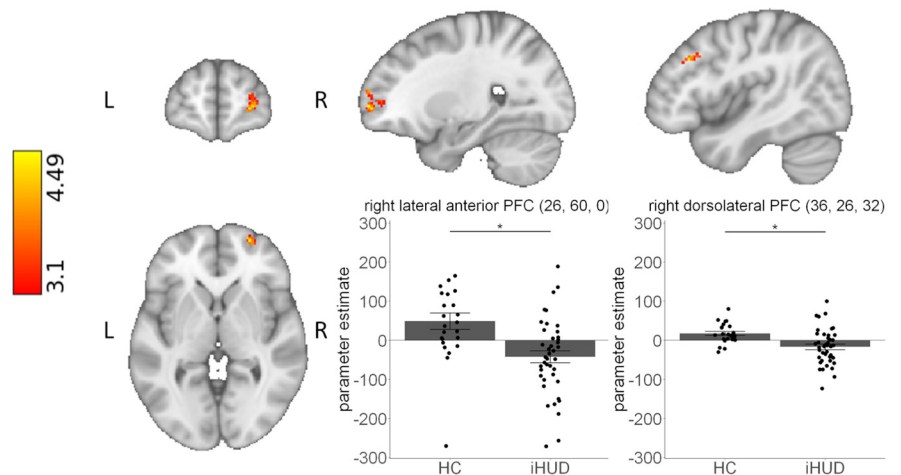 L
R
4.49
3.1
L
R
right lateral anterior PFC (26, 60, 0)
*
300
200
100
0
-100
-200
-300
parameter estimate
HC
iHUD
right dorsolateral PFC (36, 26, 32)
*
300
200
100
0
-100
-200
-300
parameter estimate
HC
iHUD